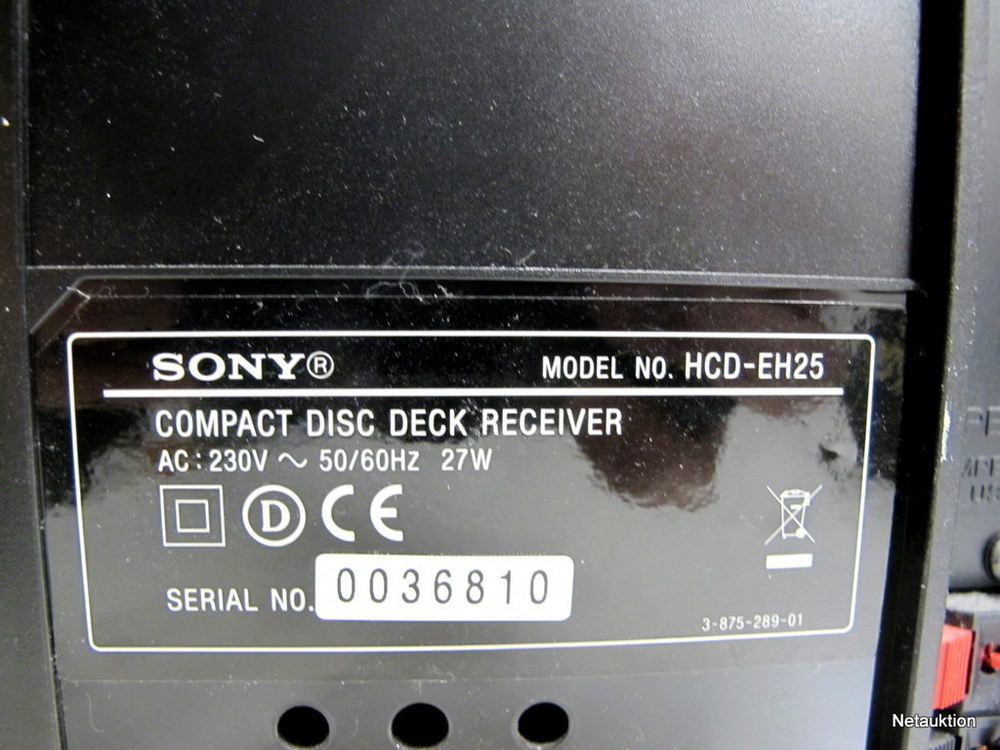 SONY®
MODEL NO. HCD-EH25
COMPACT DISC DECK RECEIVER
AC: 230V ～ 50/60Hz 27W
D CE
SERIAL NO. 0036810
3-875-289-01
Netauktion